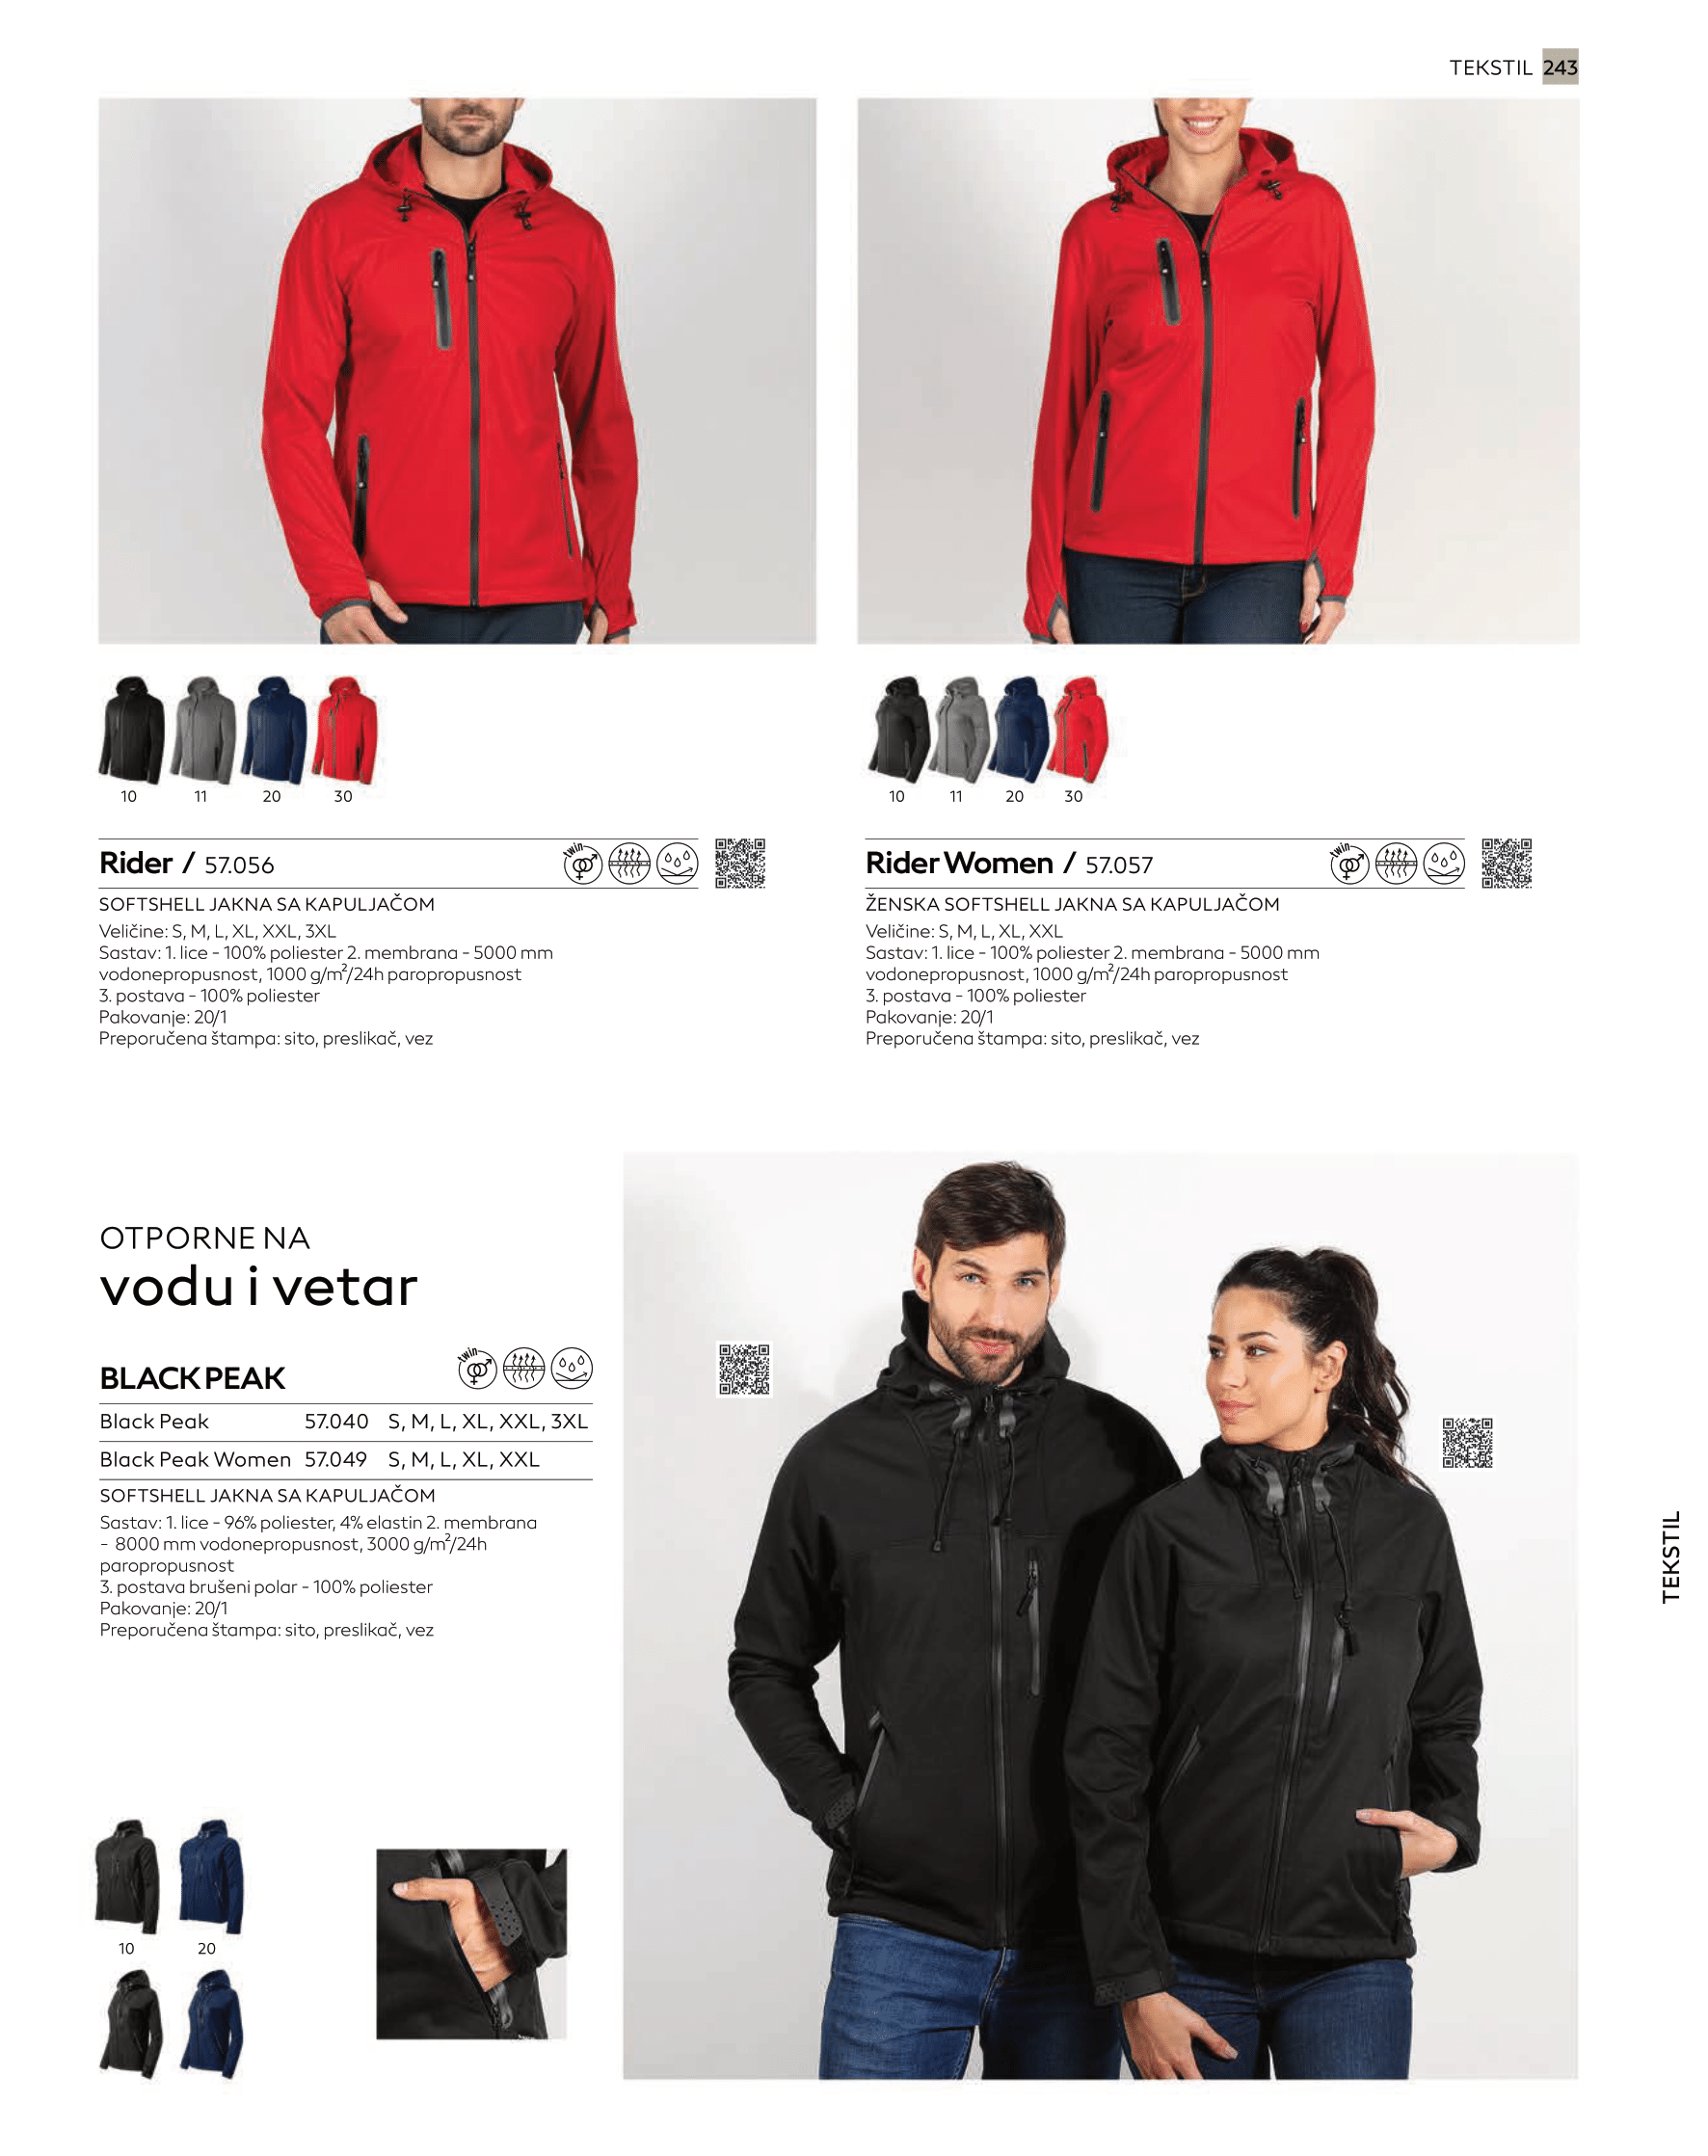 TEKSTIL 243
10 11 20 30
10 11 20 30
Rider / 57.056
twin
SOFTSHELL JAKNA SA KAPULJAČOM
Veličine: S, M, L, XL, XXL, 3XL
Sastav: 1. lice - 100% poliester 2. membrana - 5000 mm
vodonepropusnost, 1000 g/m²/24h paropropusnost
3. postava - 100% poliester
Pakovanje: 20/1
Preporučena štampa: sito, preslikač, vez
Rider Women / 57.057
twin
ŽENSKA SOFTSHELL JAKNA SA KAPULJAČOM
Veličine: S, M, L, XL, XXL
Sastav: 1. lice - 100% poliester 2. membrana - 5000 mm
vodonepropusnost, 1000 g/m²/24h paropropusnost
3. postava - 100% poliester
Pakovanje: 20/1
Preporučena štampa: sito, preslikač, vez
OTPORNE NA
vodu i vetar
BLACK PEAK
twin
Black Peak 57.040 S, M, L, XL, XXL, 3XL
Black Peak Women 57.049 S, M, L, XL, XXL
SOFTSHELL JAKNA SA KAPULJAČOM
Sastav: 1. lice - 96% poliester, 4% elastin 2. membrana
- 8000 mm vodonepropusnost, 3000 g/m²/24h
paropropusnost
3. postava brušeni polar - 100% poliester
Pakovanje: 20/1
Preporučena štampa: sito, preslikač, vez
10 20
TEKSTIL